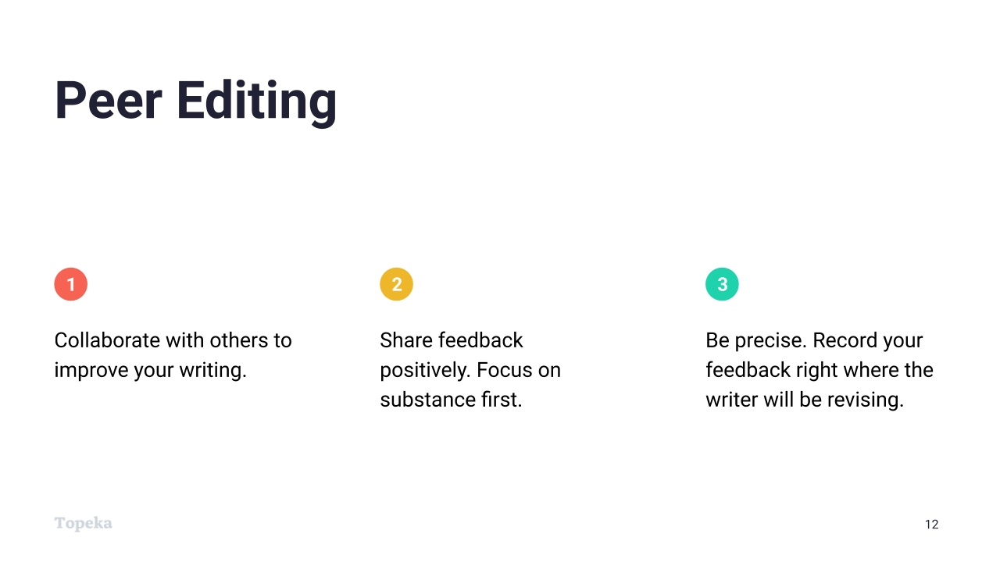 Peer Editing
1
Collaborate with others to
improve your writing.
2
Share feedback
positively. Focus on
substance first.
3
Be precise. Record your
feedback right where the
writer will be revising.
Topeka
12